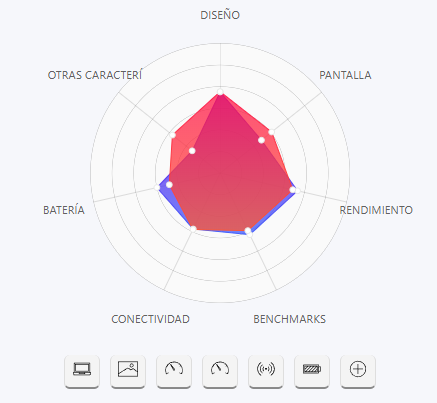 DISEÑO
OTRAS CARACTERÍ
PANTALLA
BATERÍA
RENDIMIENTO
CONECTIVIDAD
BENCHMARKS